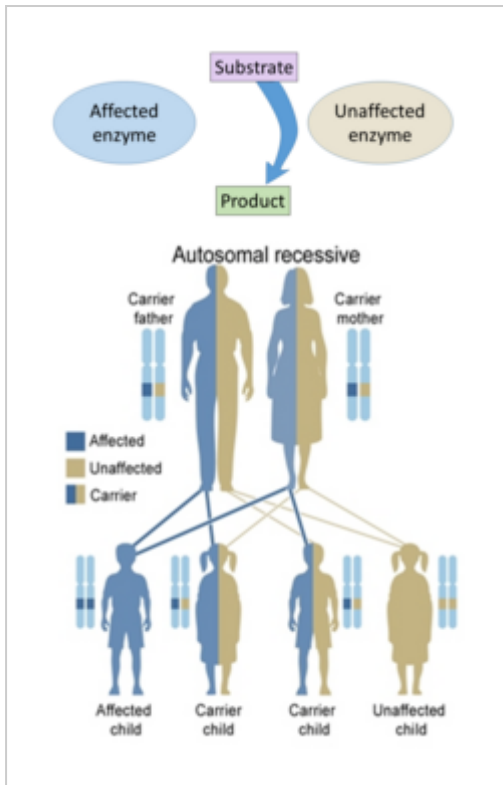 Substrate
Affected
enzyme
Unaffected
enzyme
Product
Autosomal recessive
Carrier
father
Carrier
mother
Affected
Unaffected
Carrier
Affected
child
Carrier
child
Carrier
child
Unaffected
child